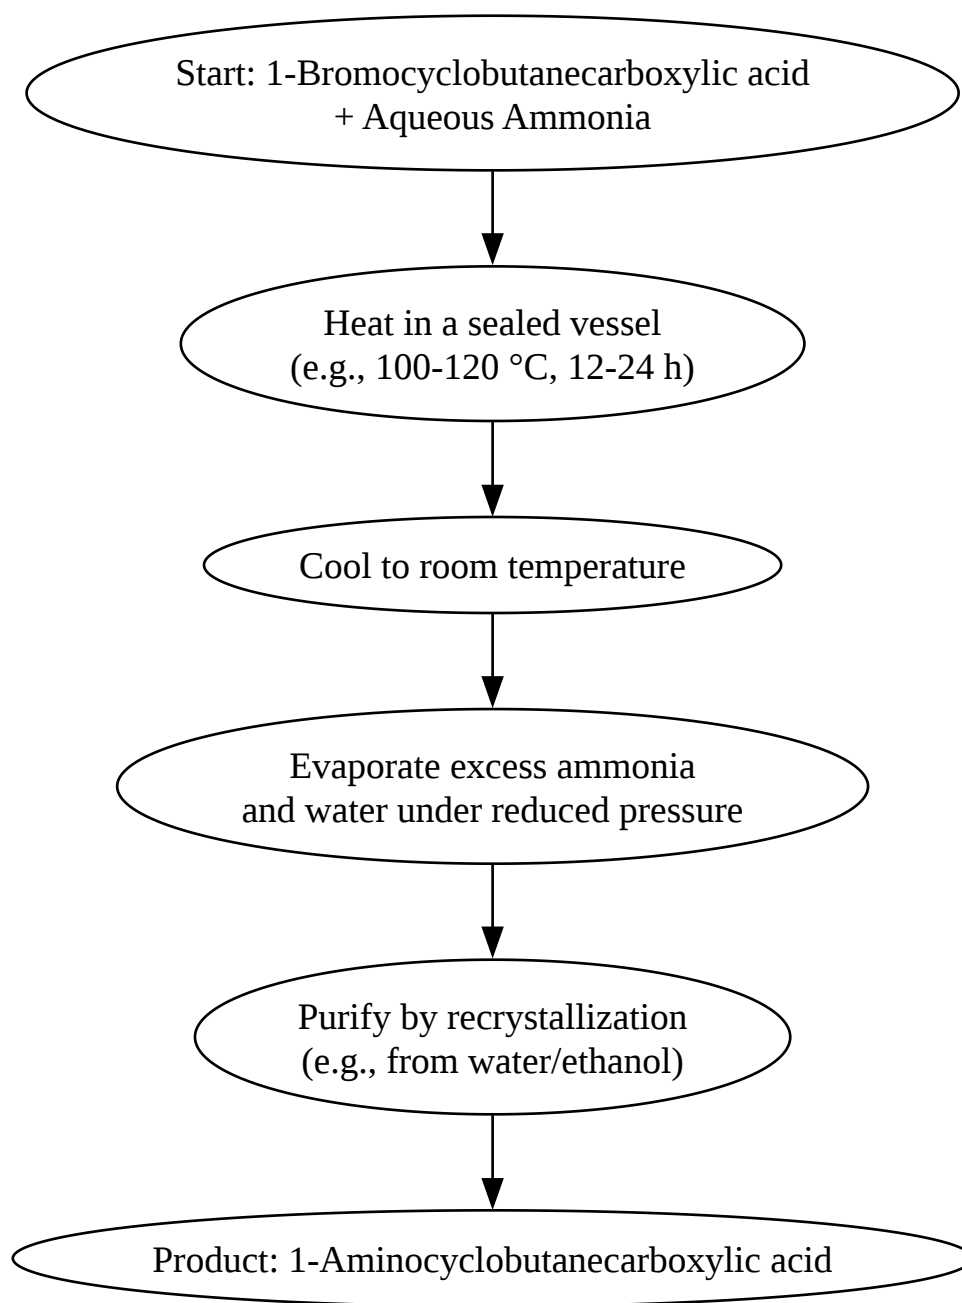 Start: 1-Bromocyclobutanecarboxylic acid
+ Aqueous Ammonia
Heat in a sealed vessel
(e.g., 100-120 °C, 12-24 h)
Cool to room temperature
Evaporate excess ammonia
and water under reduced pressure
Purify by recrystallization
(e.g., from water/ethanol)
Product: 1-Aminocyclobutanecarboxylic acid